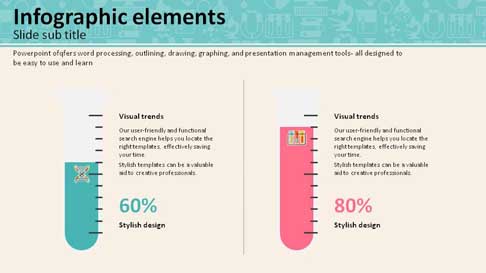 Infographic elements
Slide sub title
Powerpoint ofqfers word processing, outlining, drawing, graphing, and presentation management tools- all designed to
be easy to use and learn
Visual trends
Our user-friendly and functional
search engine helps you locate the
right templates, effectively saving
your time.
Stylish templates can be a valuable
aid to creative professionals.
60%
Stylish design
Visual trends
Our user-friendly and functional
search engine helps you locate the
right templates, effectively saving
your time.
Stylish templates can be a valuable
aid to creative professionals.
80%
Stylish design